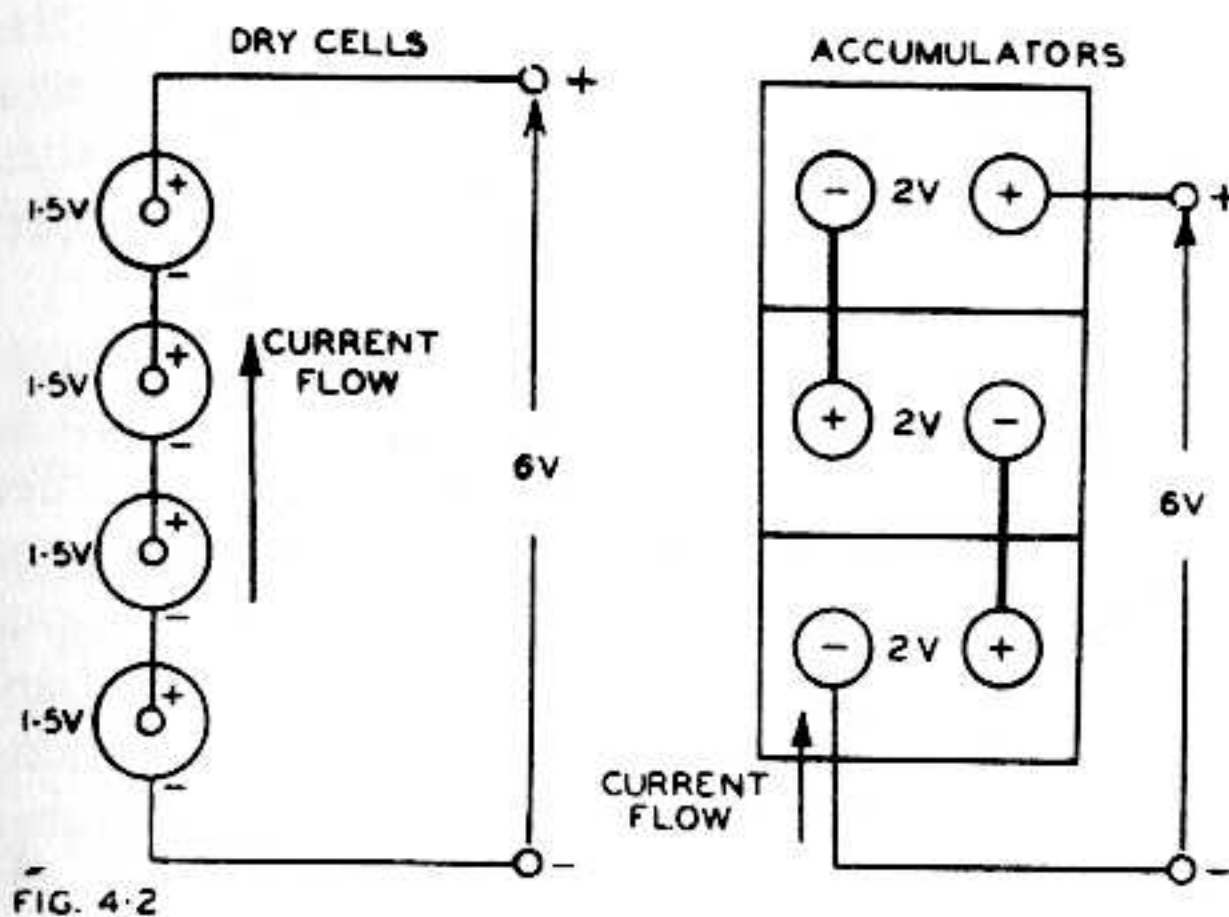 DRY CELLS
+
1·5V
+
-
1·5V
+
-
1·5V
+
-
1·5V
+
-
CURRENT
FLOW
6V
-
FIG. 4·2
ACCUMULATORS
- 2V +
+
+ 2V -
6V
- 2V +
CURRENT
FLOW
-